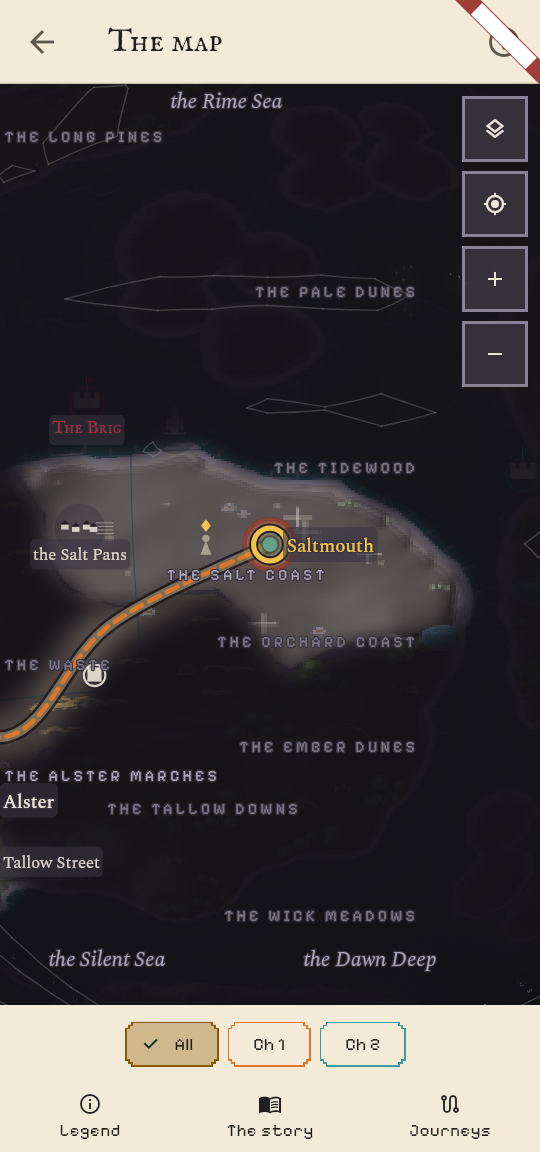 The map
the Rime Sea
THE LONG PINES
THE PALE DUNES
The Brig
THE TIDEWOOD
the Salt Pans
Saltmouth
THE SALT COAST
THE ORCHARD COAST
THE WASTE
THE EMBER DUNES
THE ALSTER MARCHES
Alster
THE TALLOW DOWNS
Tallow Street
THE WICK MEADOWS
the Silent Sea
the Dawn Deep
All
Ch 1
Ch 2
Legend
The story
Journeys